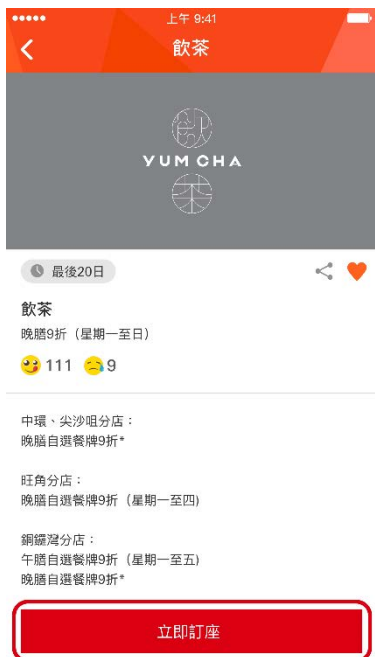 上午 9:41
飲茶
飲
YUM CHA
茶
最後20日
飲茶
晚膳9折（星期一至日）
111 9
中環、尖沙咀分店：
晚膳自選餐牌9折*
旺角分店：
晚膳自選餐牌9折（星期一至四)
銅鑼灣分店：
午膳自選餐牌9折（星期一至五)
晚膳自選餐牌9折*
立即訂座